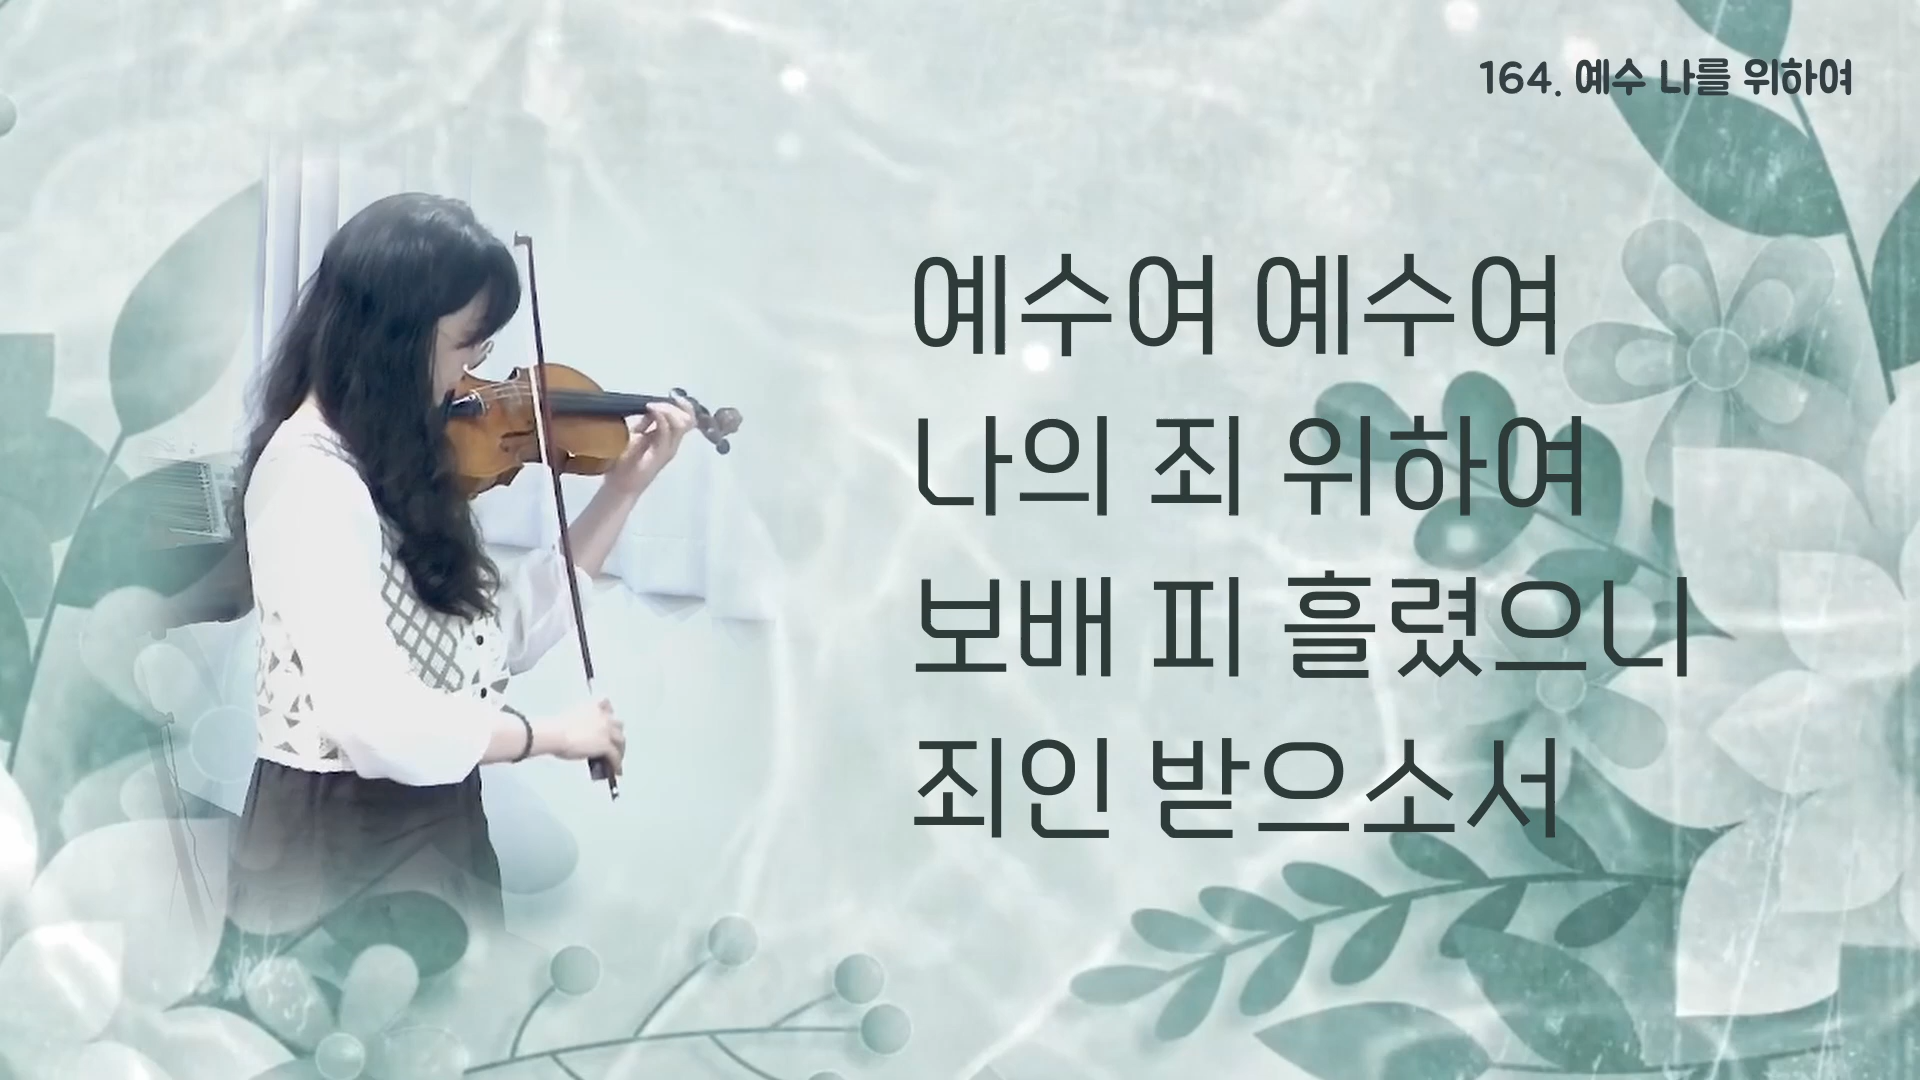 164. 예수 나를 위하여
예수여 예수여
나의 죄 위하여
보배 피 흘렸으니
죄인 받으소서